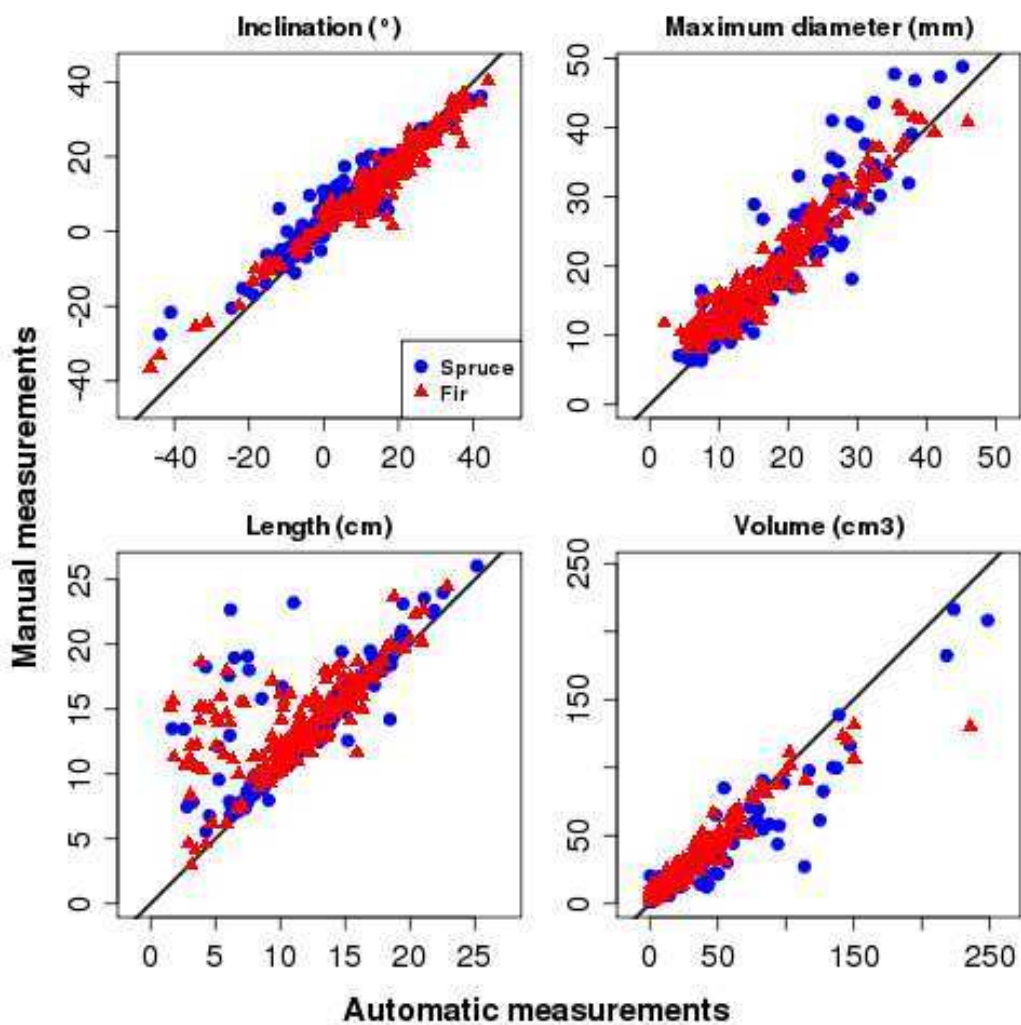 Inclination (°)
Maximum diameter (mm)
Manual measurements
40
20
0
-20
-40
-40 -20 0 20 40
Spruce
Fir
50
40
30
20
10
0
0 10 20 30 40 50
Length (cm)
Volume (cm3)
25
20
15
10
5
0
0 5 10 15 20 25
250
150
50
0
0 50 150 250
Automatic measurements